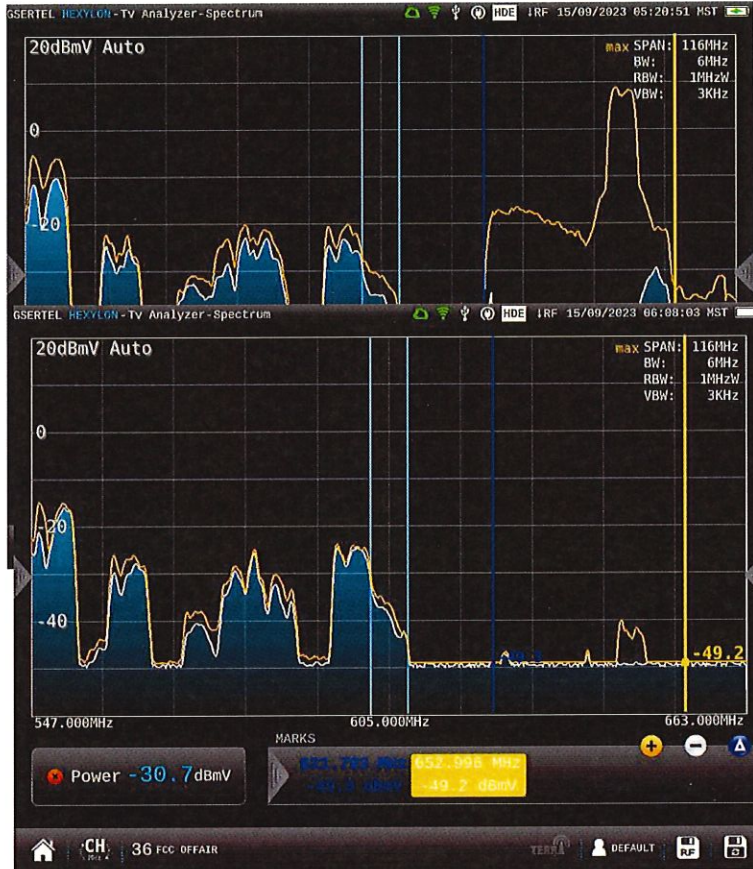 GSERTEL HEXYLON-TV Analyzer-Spectrum HDE ↓RF 15/09/2023 05:20:51 MST
20dBmV Auto
max SPAN: 116MHz
BW: 6MHz
RBW: 1MHzW
VBW: 3KHz
0
-20
GSERTEL HEXYLON-TV Analyzer-Spectrum HDE ↓RF 15/09/2023 06:08:03 MST
20dBmV Auto
max SPAN: 116MHz
BW: 6MHz
RBW: 1MHzW
VBW: 3KHz
0
-20
-40
-49.2
547.000MHz 605.000MHz 663.000MHz
MARKS
Power -30.7dBmV
652.996 MHz
-49.2 dBmV
CH 36 FCC OFFAIR DEFAULT RF